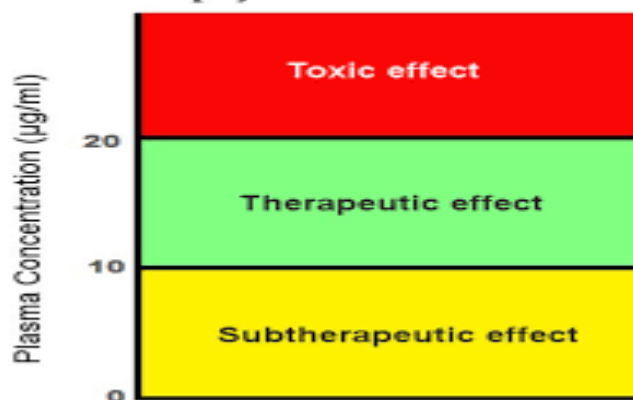 Plasma Concentration (µg/ml)
Toxic effect
20
Therapeutic effect
10
Subtherapeutic effect
0